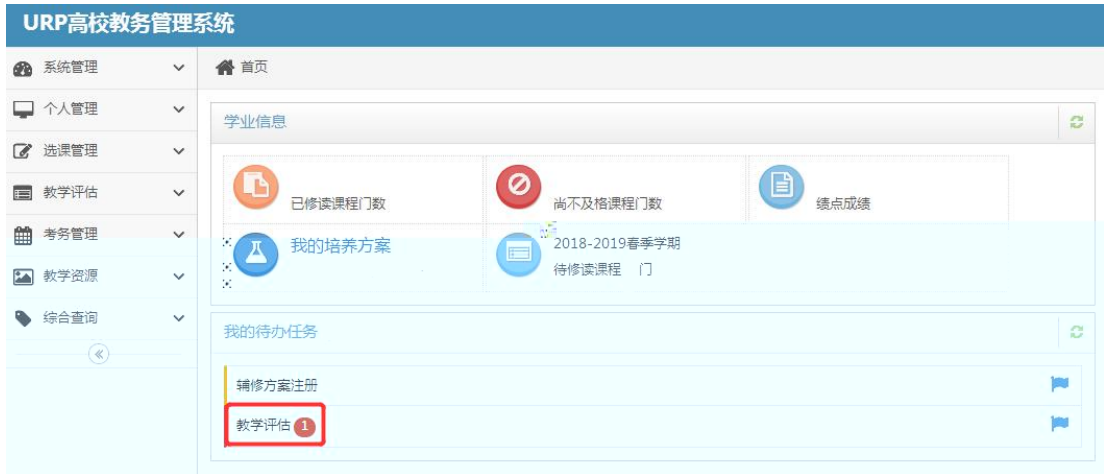 URP高校教务管理系统
系统管理
个人管理
选课管理
教学评估
考务管理
教学资源
综合查询
首页
学业信息
已修读课程门数
尚不及格课程门数
绩点成绩
我的培养方案
2018-2019春季学期
待修读课程 门
我的待办任务
辅修方案注册
教学评估 1